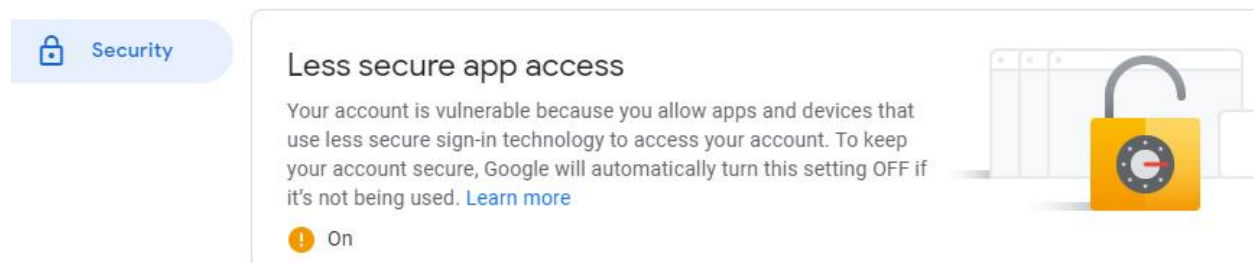 Security
Less secure app access
Your account is vulnerable because you allow apps and devices that
use less secure sign-in technology to access your account. To keep
your account secure, Google will automatically turn this setting OFF if
it's not being used. Learn more
On